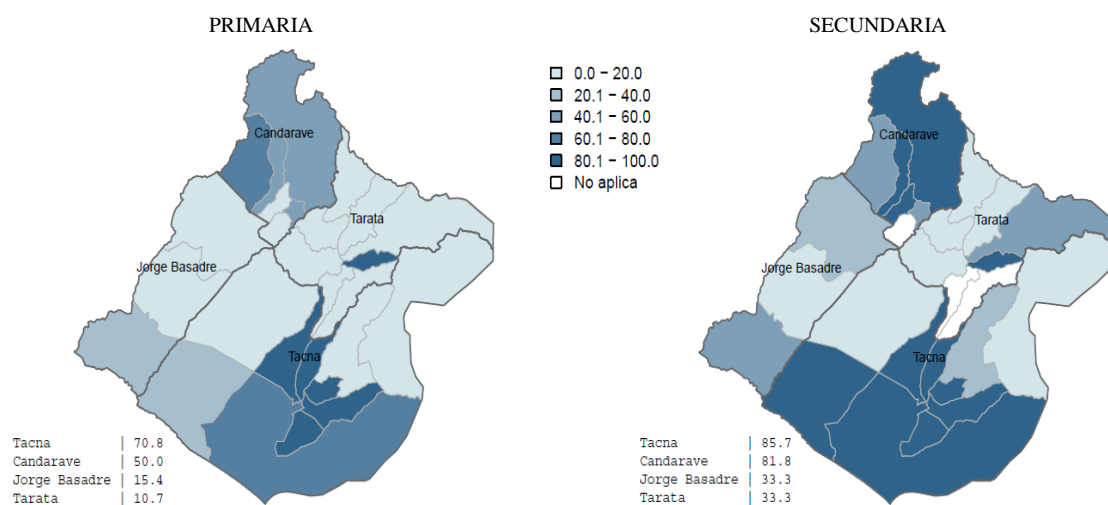 PRIMARIA
Candarave
Tarata
Jorge Basadre
Tacna
Tacna | 70.8
Candarave | 50.0
Jorge Basadre | 15.4
Tarata | 10.7
0.0 – 20.0
20.1 – 40.0
40.1 – 60.0
60.1 – 80.0
80.1 – 100.0
No aplica
SECUNDARIA
Candarave
Tarata
Jorge Basadre
Tacna
Tacna | 85.7
Candarave | 81.8
Jorge Basadre | 33.3
Tarata | 33.3